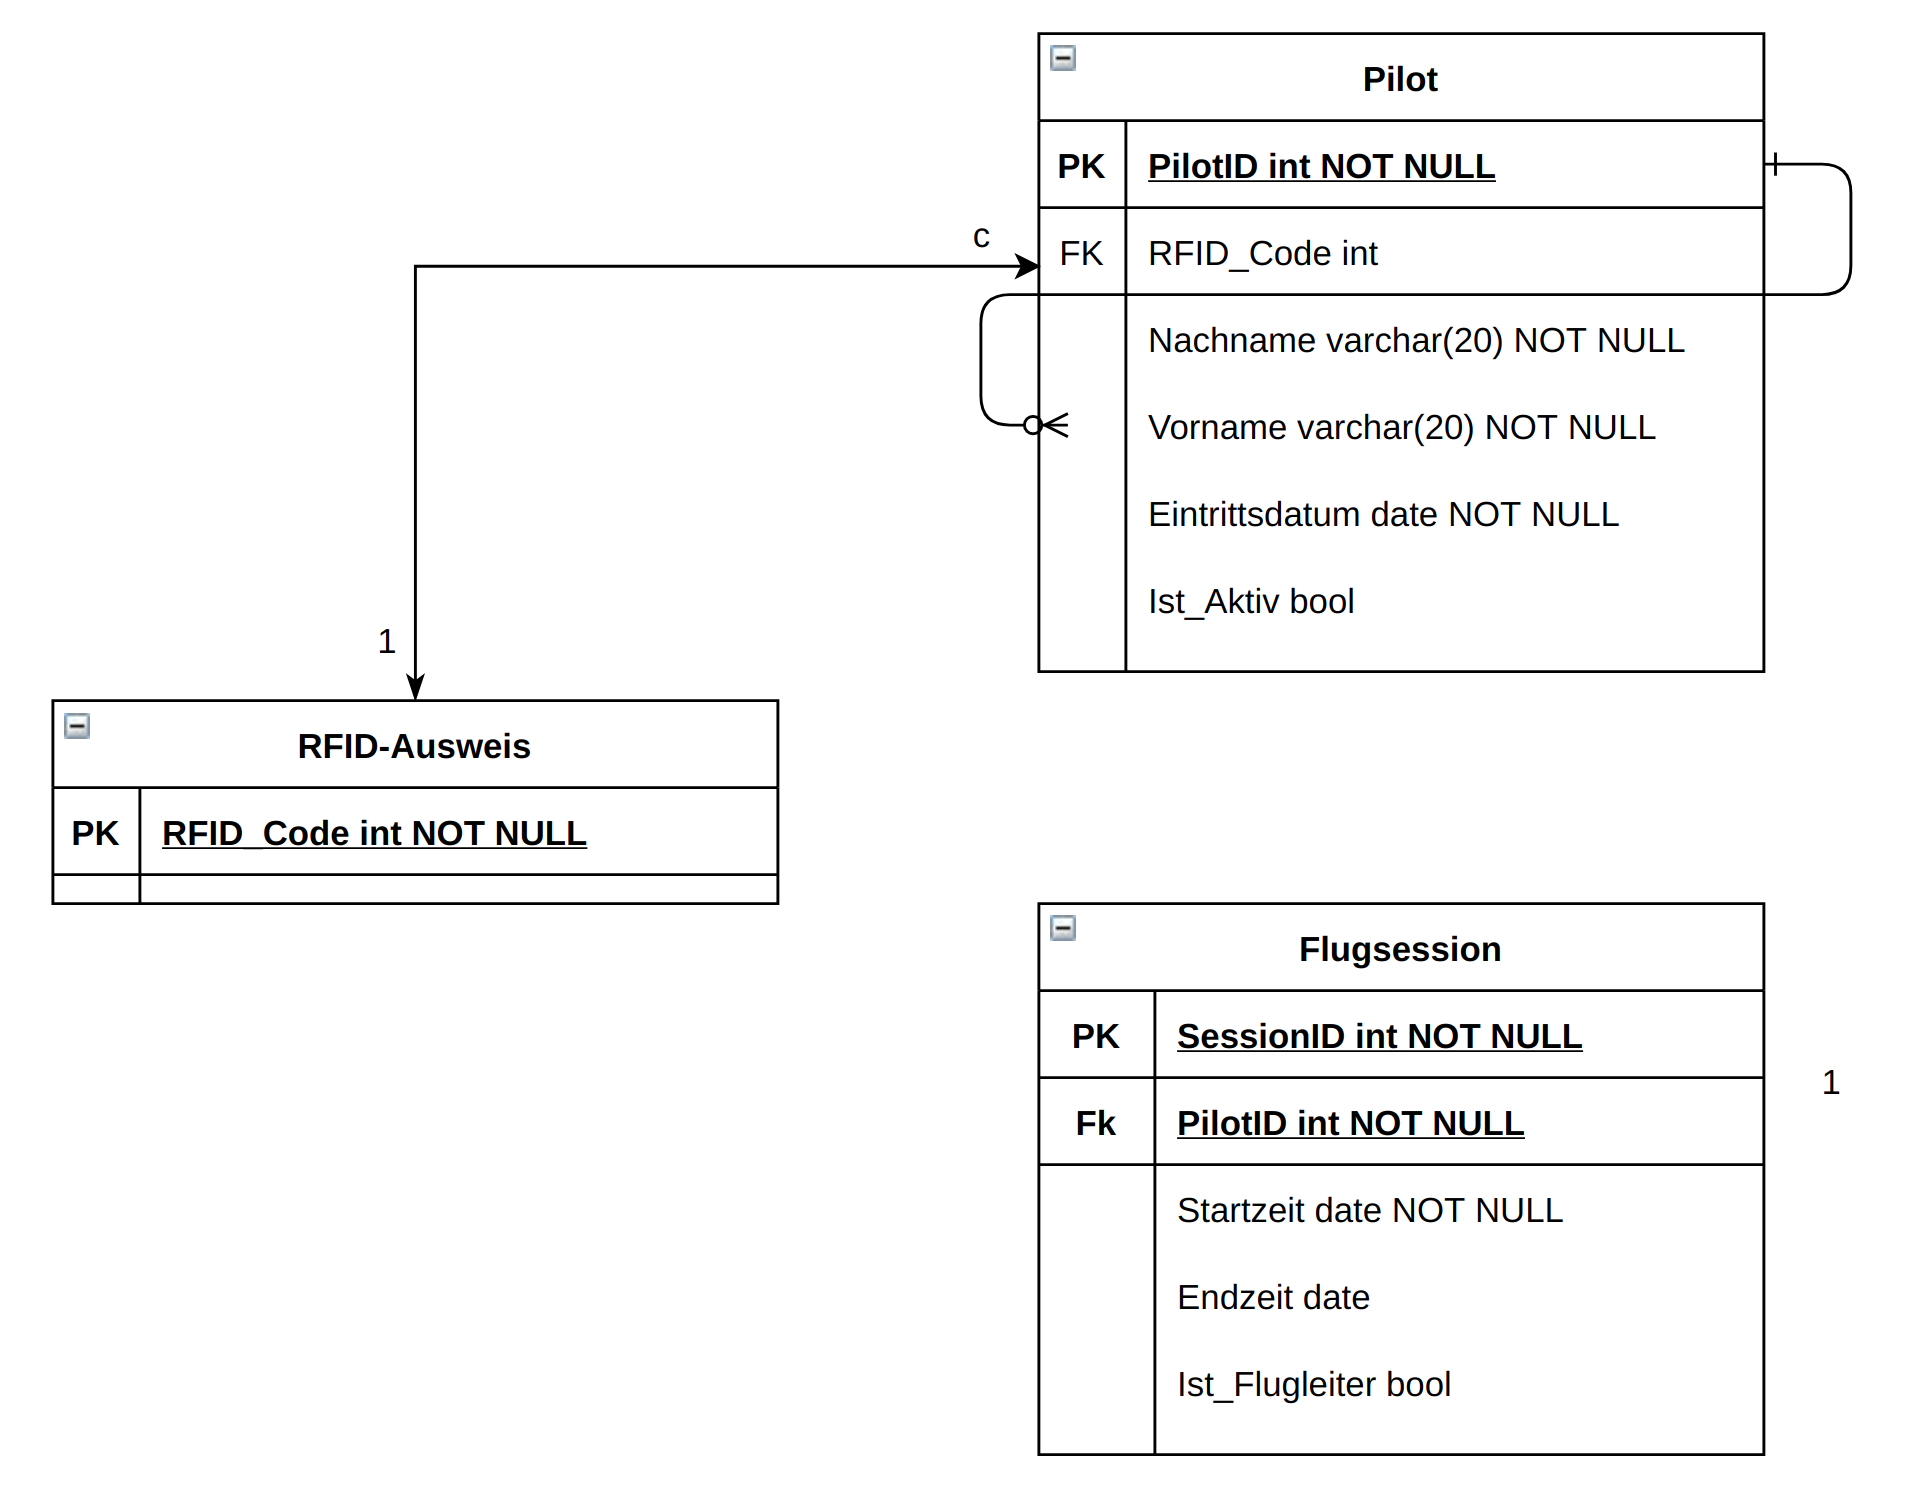 Pilot
PK PilotID int NOT NULL
c
FK RFID_Code int
Nachname varchar(20) NOT NULL
Vorname varchar(20) NOT NULL
Eintrittsdatum date NOT NULL
Ist_Aktiv bool
1
RFID-Ausweis
PK RFID_Code int NOT NULL
Flugsession
PK SessionID int NOT NULL
1
Fk PilotID int NOT NULL
Startzeit date NOT NULL
Endzeit date
Ist_Flugleiter bool